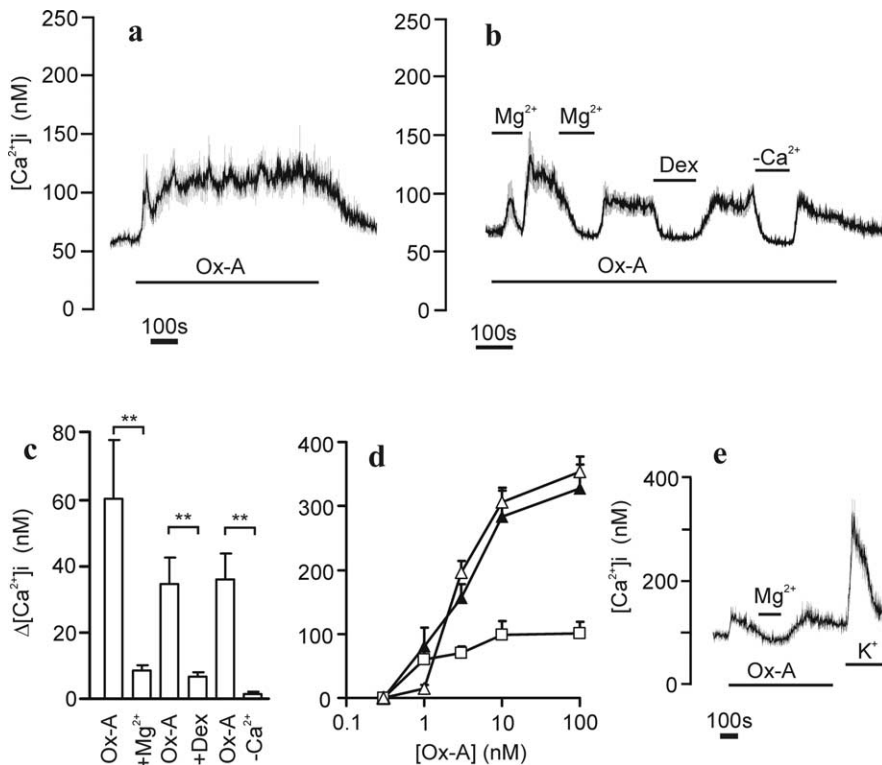 a
[Ca²⁺]i (nM)
250
200
150
100
50
0
Ox-A
100s
b
250
200
150
100
50
0
Mg²⁺
Mg²⁺
Dex
-Ca²⁺
Ox-A
100s
c
Δ[Ca²⁺]i (nM)
80
60
40
20
0
**
**
**
Ox-A
+Mg²⁺
Ox-A
+Dex
Ox-A
-Ca²⁺
d
400
300
200
100
0
0.1
1
10
100
[Ox-A] (nM)
e
[Ca²⁺]i (nM)
400
200
0
Mg²⁺
K⁺
Ox-A
100s